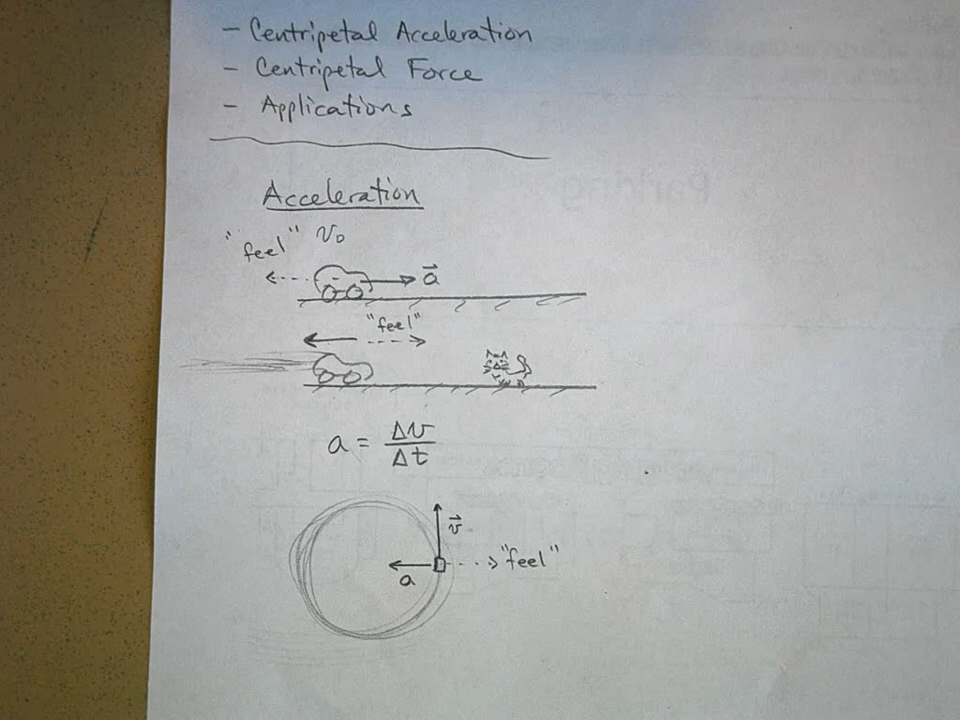 - Centripetal Acceleration
- Centripetal Force
- Applications
Acceleration
"feel" v₀
a⃗
"feel"
a = Δv/Δt
v⃗
a
"feel"